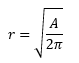 r = √(A / 2π)